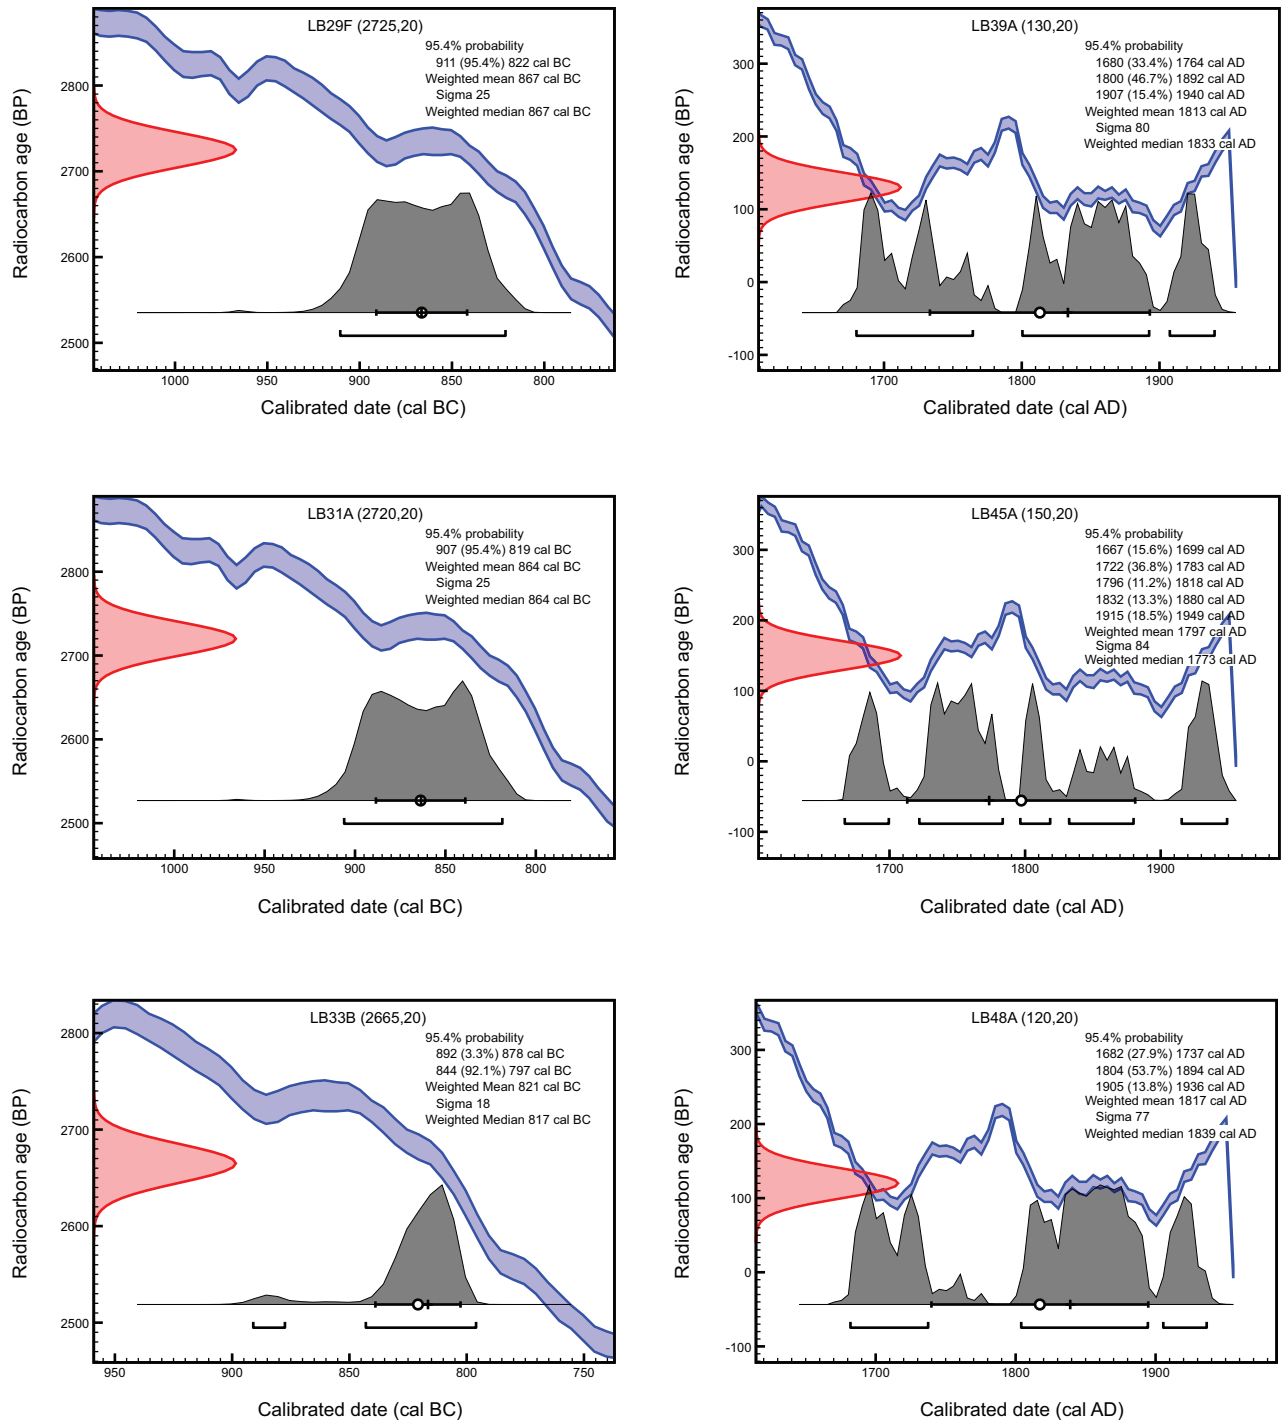 LB29F (2725,20)
95.4% probability
911 (95.4%) 822 cal BC
Weighted mean 867 cal BC
Sigma 25
Weighted median 867 cal BC
Radiocarbon age (BP)
2800
2700
2600
2500
1000
950
900
850
800
Calibrated date (cal BC)
LB39A (130,20)
95.4% probability
1680 (33.4%) 1764 cal AD
1800 (46.7%) 1892 cal AD
1907 (15.4%) 1940 cal AD
Weighted mean 1813 cal AD
Sigma 80
Weighted median 1833 cal AD
Radiocarbon age (BP)
300
200
100
0
-100
1700
1800
1900
Calibrated date (cal AD)
LB31A (2720,20)
95.4% probability
907 (95.4%) 819 cal BC
Weighted mean 864 cal BC
Sigma 25
Weighted median 864 cal BC
Radiocarbon age (BP)
2800
2700
2600
2500
1000
950
900
850
800
Calibrated date (cal BC)
LB45A (150,20)
95.4% probability
1667 (15.6%) 1699 cal AD
1722 (36.8%) 1783 cal AD
1796 (11.2%) 1818 cal AD
1832 (13.3%) 1880 cal AD
1915 (18.5%) 1949 cal AD
Weighted mean 1797 cal AD
Sigma 84
Weighted median 1773 cal AD
Radiocarbon age (BP)
300
200
100
0
-100
1700
1800
1900
Calibrated date (cal AD)
LB33B (2665,20)
95.4% probability
892 (3.3%) 878 cal BC
844 (92.1%) 797 cal BC
Weighted Mean 821 cal BC
Sigma 18
Weighted Median 817 cal BC
Radiocarbon age (BP)
2800
2700
2600
2500
950
900
850
800
750
Calibrated date (cal BC)
LB48A (120,20)
95.4% probability
1682 (27.9%) 1737 cal AD
1804 (53.7%) 1894 cal AD
1905 (13.8%) 1936 cal AD
Weighted mean 1817 cal AD
Sigma 77
Weighted median 1839 cal AD
Radiocarbon age (BP)
300
200
100
0
-100
1700
1800
1900
Calibrated date (cal AD)